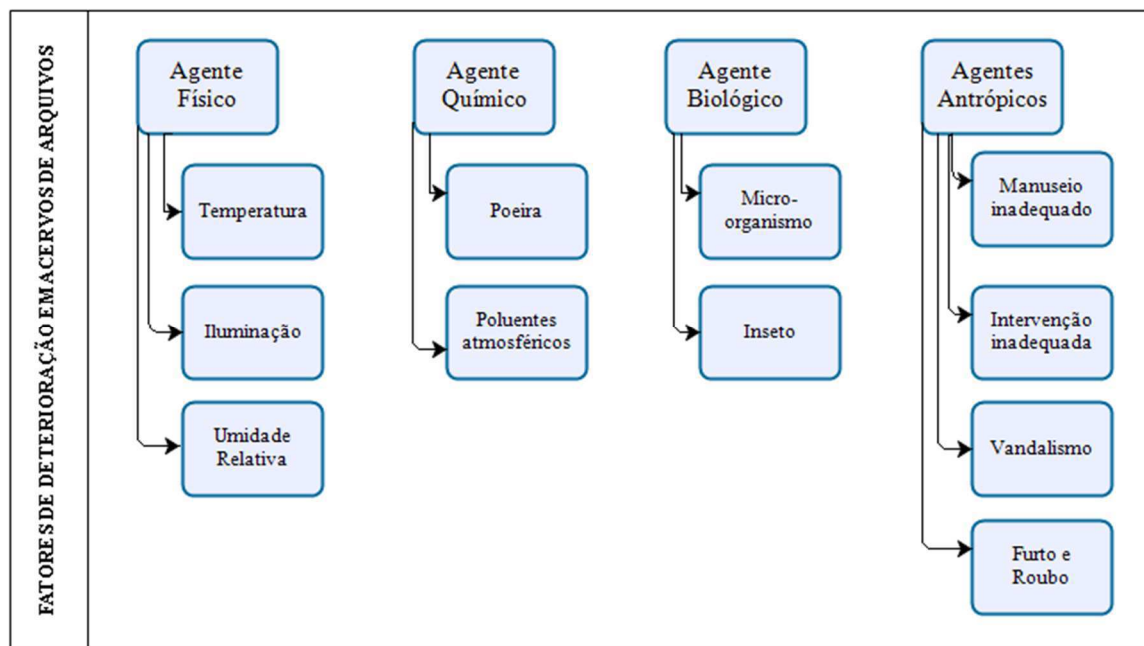 FATORES DE DETERIORAÇÃO EM ACERVOS DE ARQUIVOS
Agente
Físico
Temperatura
Iluminação
Umidade
Relativa
Agente
Químico
Poeira
Poluentes
atmosféricos
Agente
Biológico
Micro-
organismo
Inseto
Agentes
Antrópicos
Manuseio
inadequado
Intervenção
inadequada
Vandalismo
Furto e
Roubo